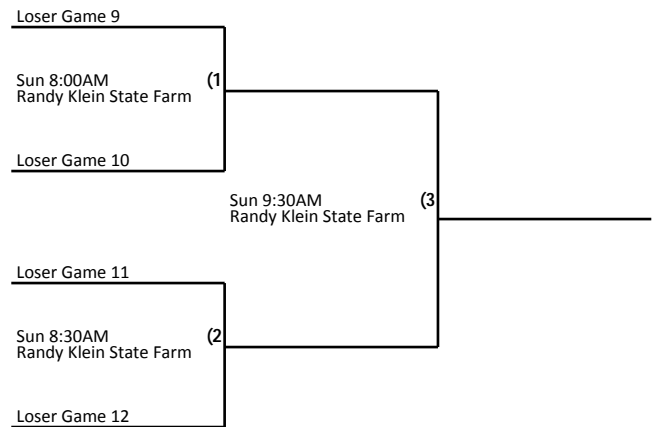 Loser Game 9
Sun 8:00AM
Randy Klein State Farm
(1
Loser Game 10
Sun 9:30AM
Randy Klein State Farm
(3
Loser Game 11
Sun 8:30AM
Randy Klein State Farm
(2
Loser Game 12